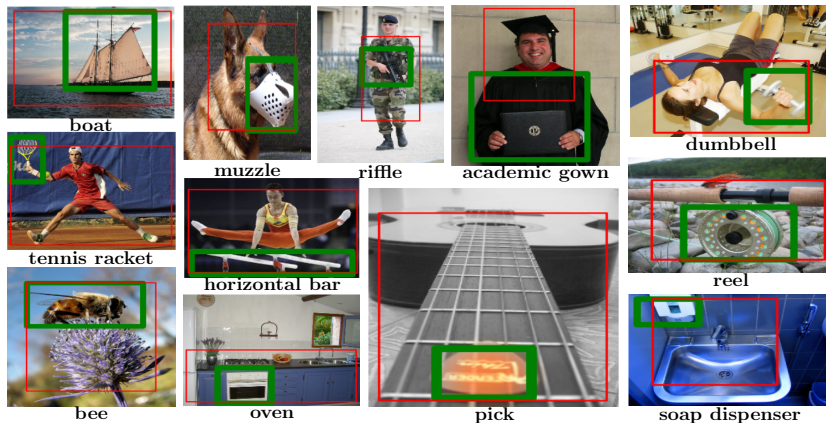 boat
muzzle
riffle
academic gown
dumbbell
tennis racket
horizontal bar
reel
bee
oven
pick
soap dispenser